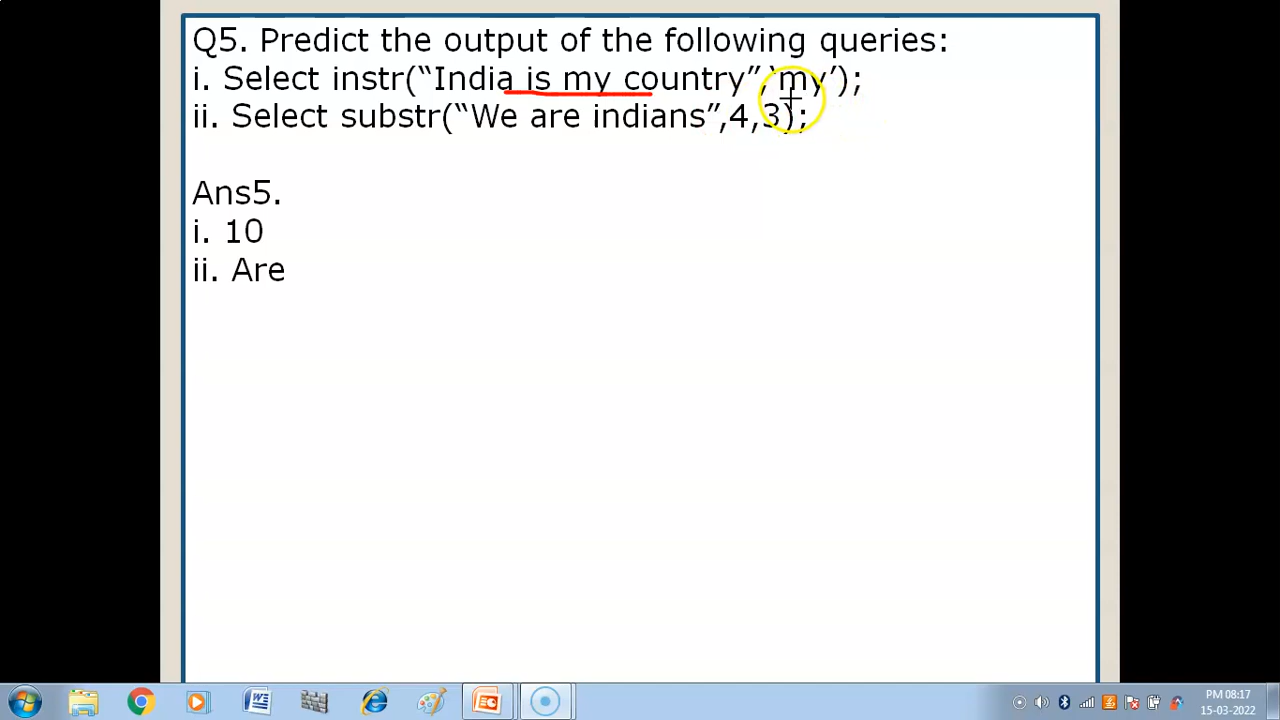 Q5. Predict the output of the following queries:
i. Select instr(“India is my country”,‘my’);
ii. Select substr(“We are indians”,4,3);
Ans5.
i. 10
ii. Are
PM 08:17
15-03-2022